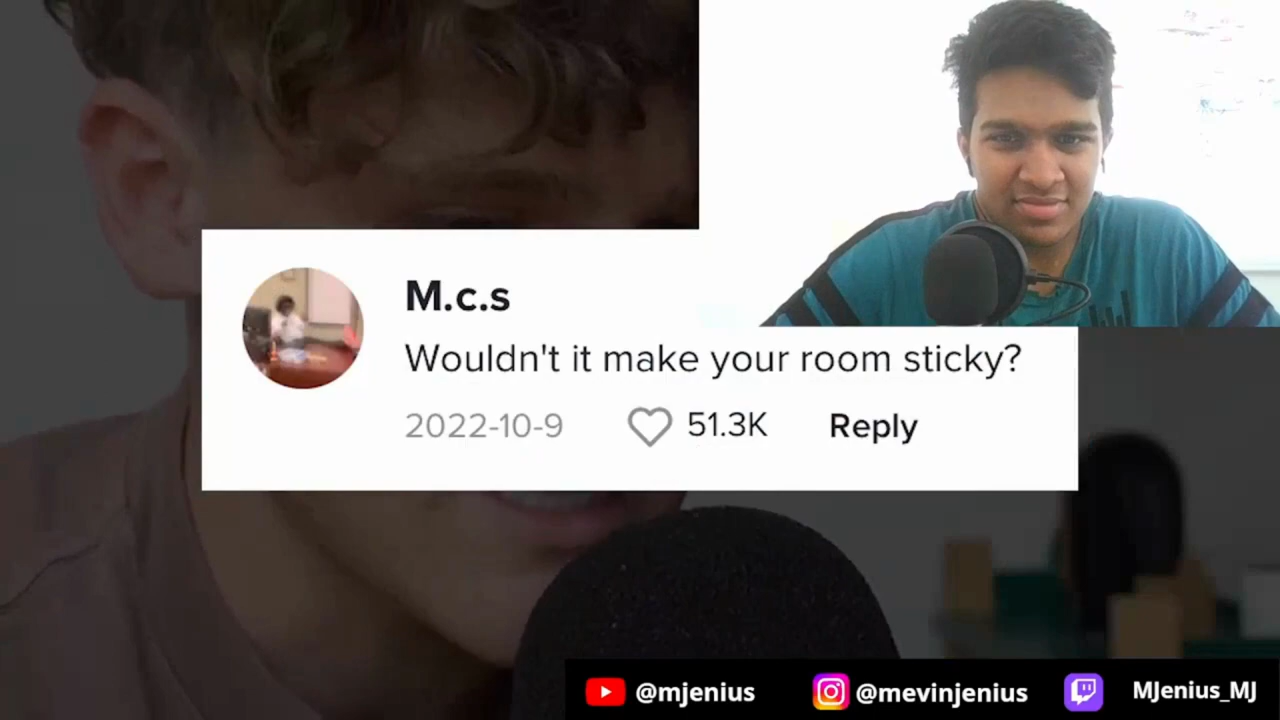 M.c.s
Wouldn't it make your room sticky?
2022-10-9 51.3K Reply
@mjenius @mevinjenius MJenius_MJ